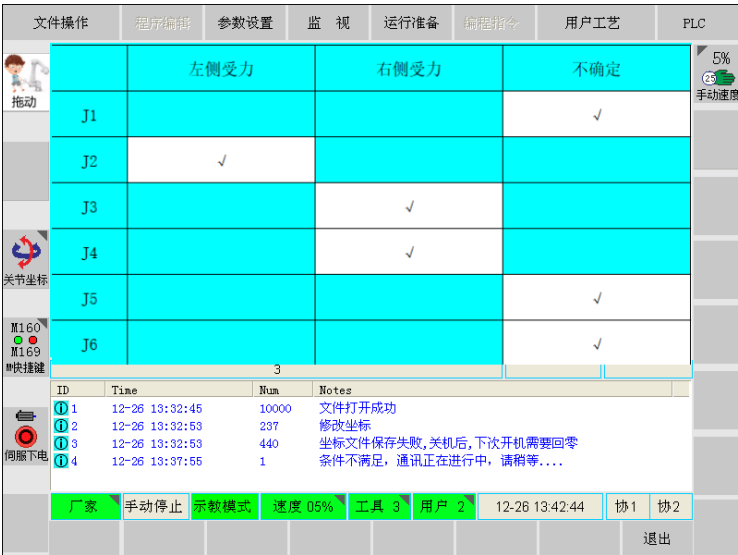 文件操作 程序编辑 参数设置 监 视 运行准备 编程指令 用户工艺 PLC
左侧受力 右侧受力 不确定
5%
25
手动速度
拖动
J1 √
J2 √
J3 √
J4 √
关节坐标
J5 √
J6 √
M160
M169
M快捷键
3
ID Time Num Notes
1 12-26 13:32:45 10000 文件打开成功
2 12-26 13:32:53 237 修改坐标
3 12-26 13:32:53 440 坐标文件保存失败,关机后,下次开机需要回零
4 12-26 13:37:55 1 条件不满足，通讯正在进行中，请稍等....
伺服下电
厂家 手动停止 示教模式 速度 05% 工具 3 用户 2 12-26 13:42:44 协1 协2
退出